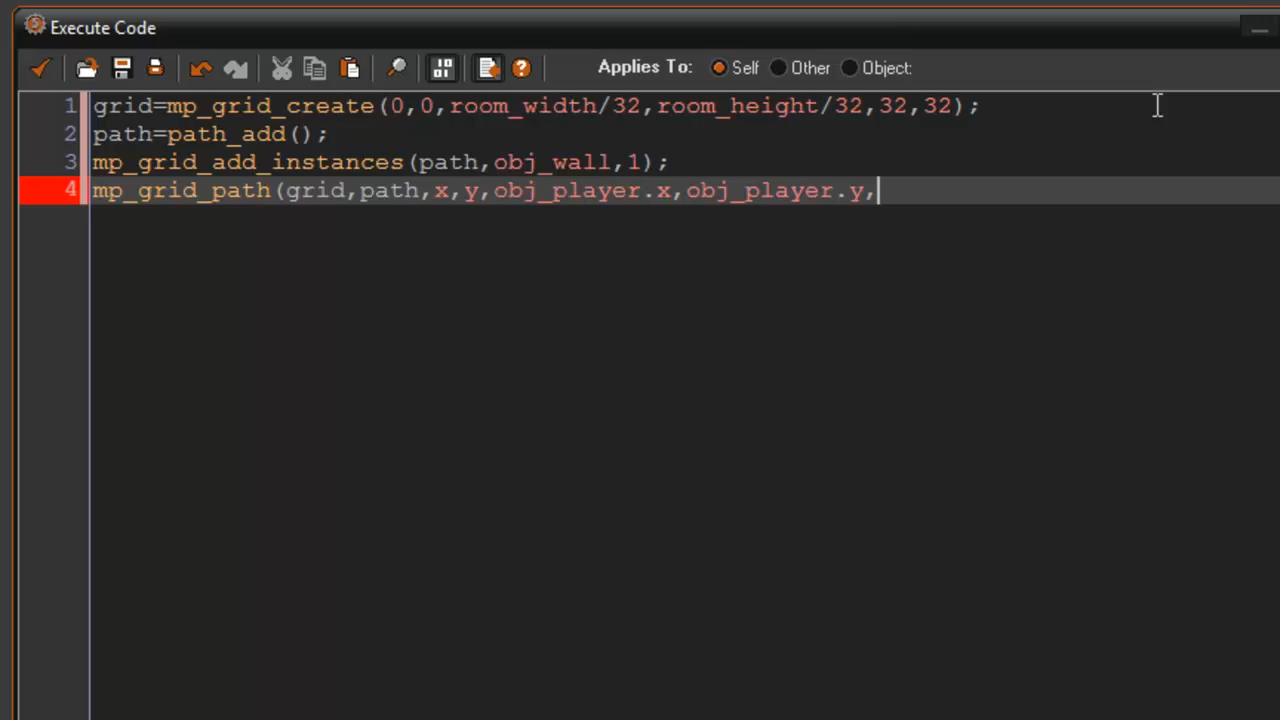 Execute Code
Applies To: Self Other Object:
1 grid=mp_grid_create(0,0,room_width/32,room_height/32,32,32);
2 path=path_add();
3 mp_grid_add_instances(path,obj_wall,1);
4 mp_grid_path(grid,path,x,y,obj_player.x,obj_player.y,